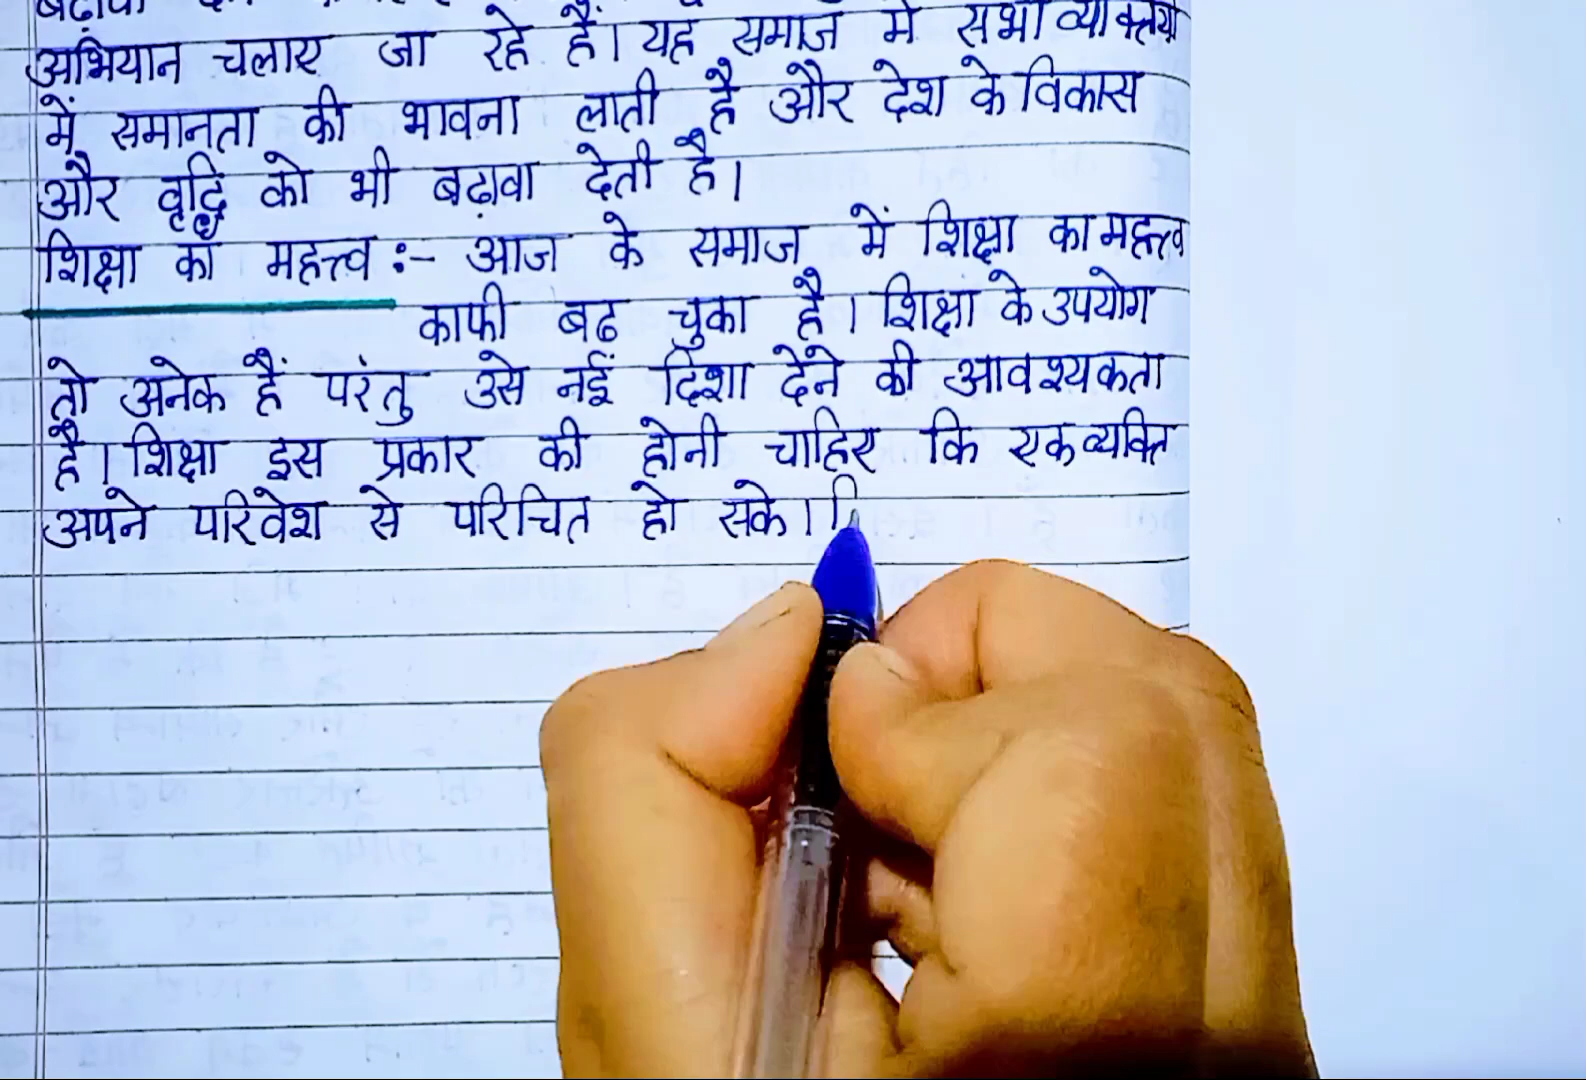 अभियान चलाए जा रहे हैं। यह समाज में सभी व्यक्तियों
में समानता की भावना लाती है और देश के विकास
और वृद्धि को भी बढ़ावा देती है।
शिक्षा का महत्त्व :- आज के समाज में शिक्षा का महत्त्व
काफी बढ चुका है। शिक्षा के उपयोग
तो अनेक हैं परंतु उसे नई दिशा देने की आवश्यकता
है। शिक्षा इस प्रकार की होनी चाहिए कि एक व्यक्ति
अपने परिवेश से परिचित हो सके।